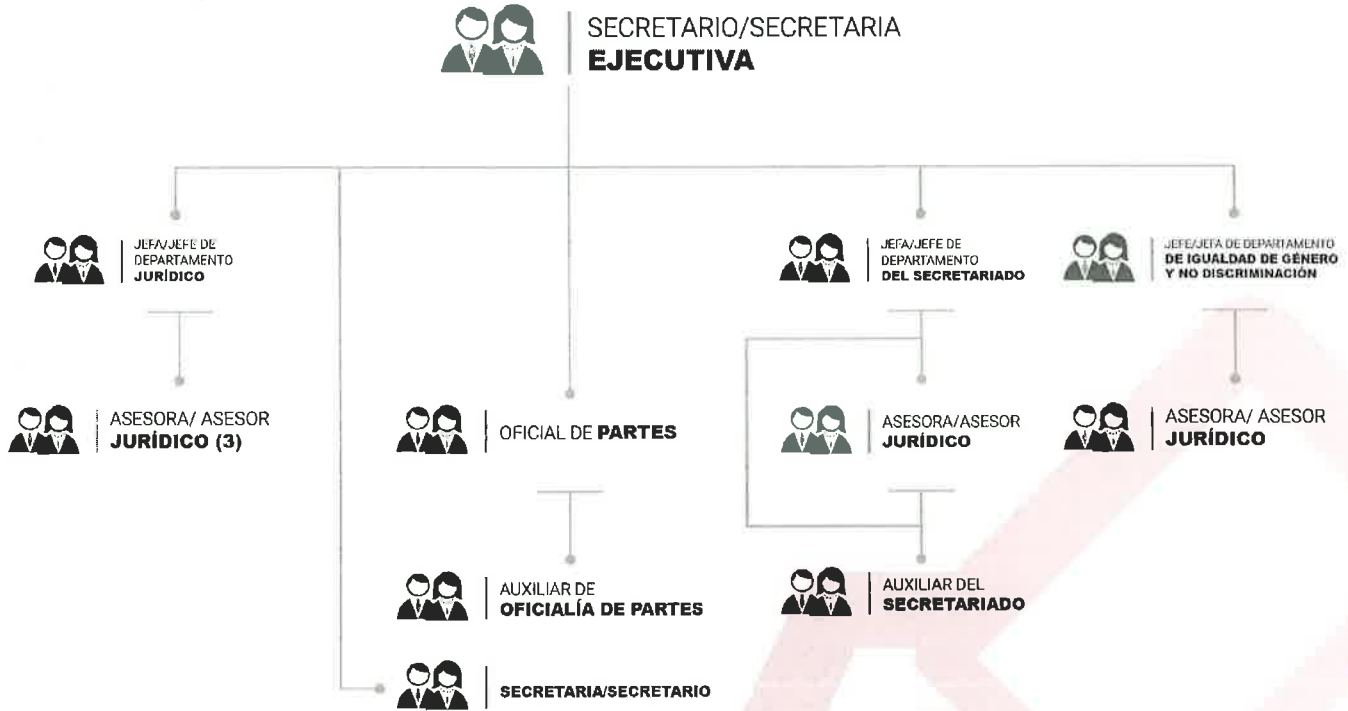 SECRETARIO/SECRETARIA
EJECUTIVA
JEFA/JEFE DE
DEPARTAMENTO
JURÍDICO
JEFA/JEFE DE
DEPARTAMENTO
DEL SECRETARIADO
JEFE/JEFA DE DEPARTAMENTO
DE IGUALDAD DE GÉNERO
Y NO DISCRIMINACIÓN
ASESORA/ ASESOR
JURÍDICO (3)
OFICIAL DE PARTES
ASESORA/ASESOR
JURÍDICO
ASESORA/ ASESOR
JURÍDICO
AUXILIAR DE
OFICIALÍA DE PARTES
AUXILIAR DEL
SECRETARIADO
SECRETARIA/SECRETARIO